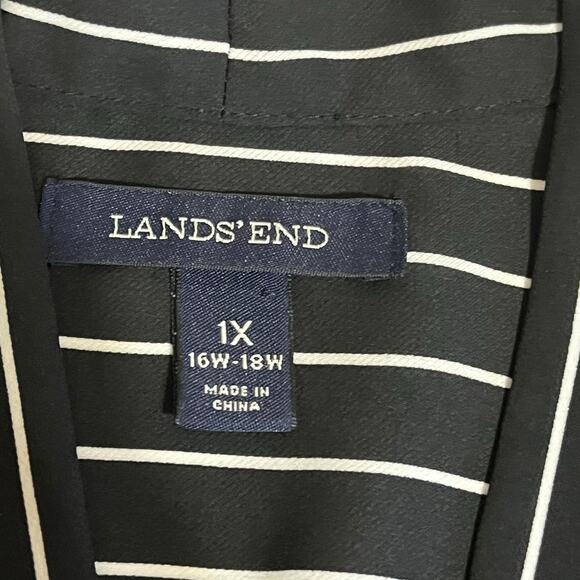 LANDS' END
1X
16W-18W
MADE IN
CHINA